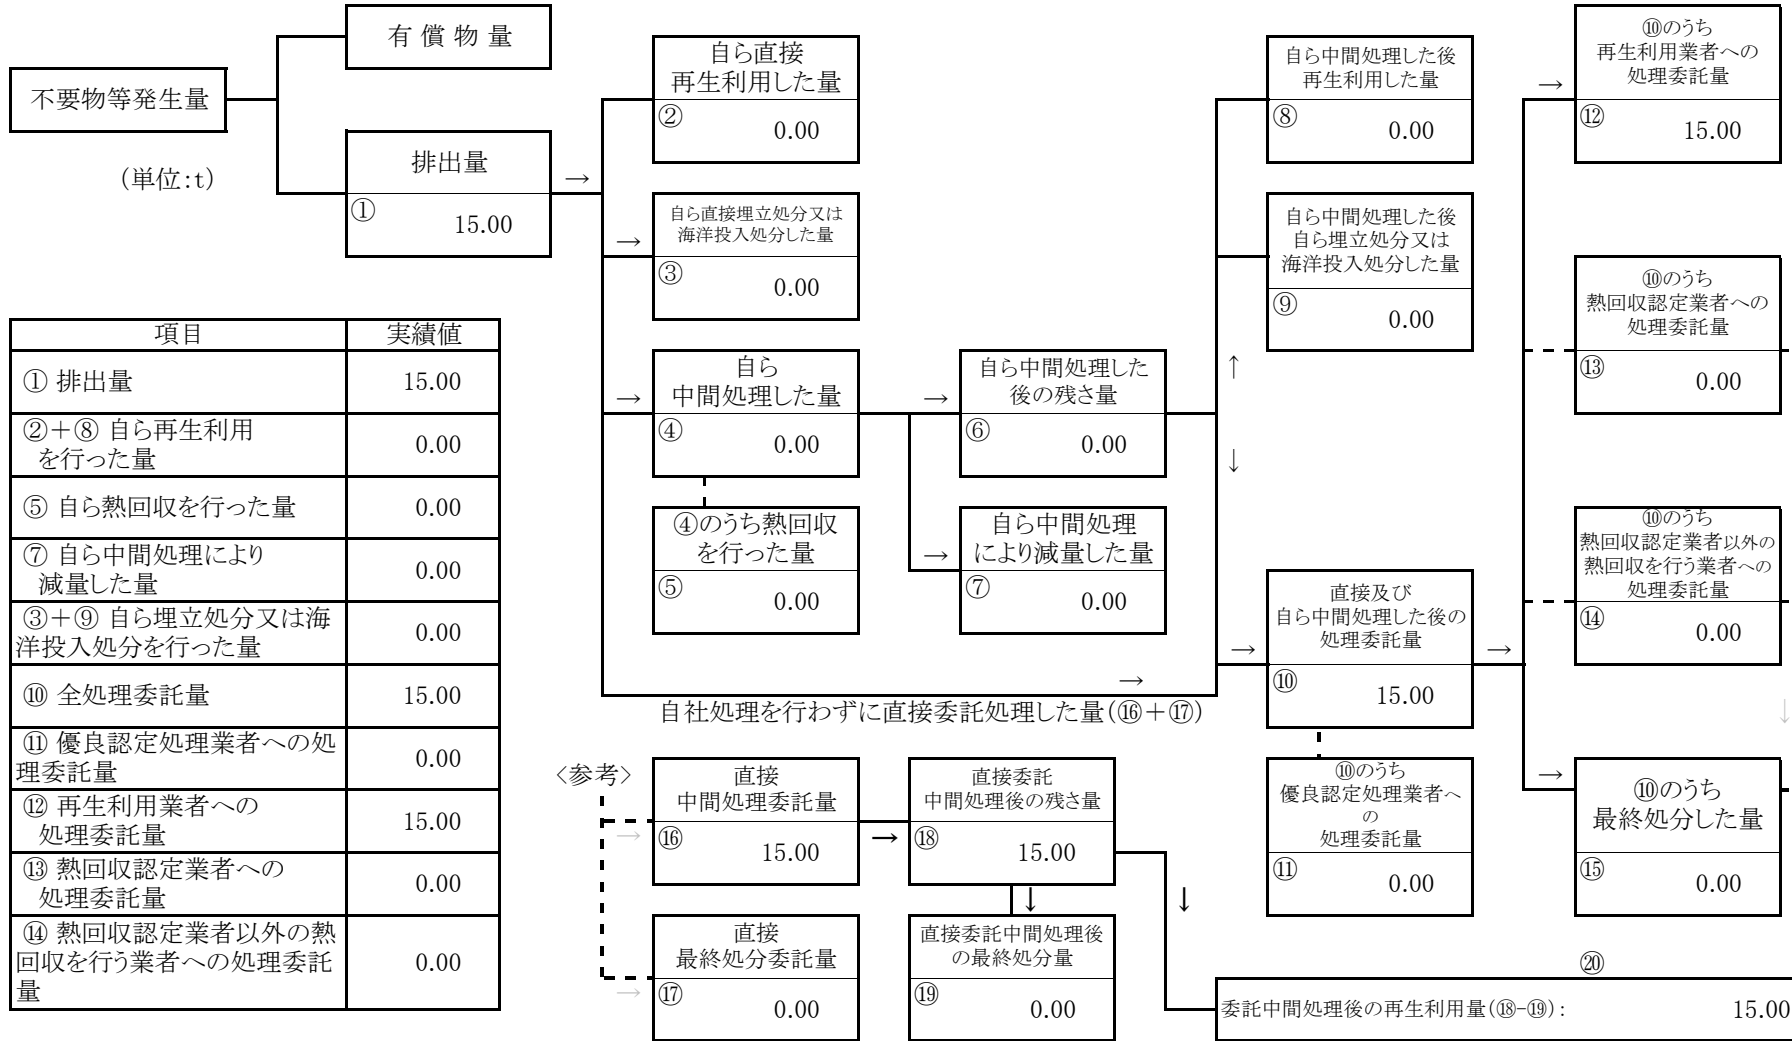 不要物等発生量
(単位:t)
有 償 物 量
排出量
①
15.00
→
自ら直接
再生利用した量
②
0.00
→
自ら直接埋立処分又は
海洋投入処分した量
③
0.00
→
自ら
中間処理した量
④
0.00
④のうち熱回収
を行った量
⑤
0.00
→
自ら中間処理した
後の残さ量
⑥
0.00
→
自ら中間処理
により減量した量
⑦
0.00
→
自社処理を行わずに直接委託処理した量(⑯+⑰)
↑
↓
自ら中間処理した後
再生利用した量
⑧
0.00
自ら中間処理した後
自ら埋立処分又は
海洋投入処分した量
⑨
0.00
→
直接及び
自ら中間処理した後の
処理委託量
⑩
15.00
→
⑩のうち
優良認定処理業者へ
の
処理委託量
⑪
0.00
→
⑩のうち
再生利用業者への
処理委託量
⑫
15.00
⑩のうち
熱回収認定業者への
処理委託量
⑬
0.00
⑩のうち
熱回収認定業者以外の
熱回収を行う業者への
処理委託量
⑭
0.00
↓
→
⑩のうち
最終処分した量
⑮
0.00
項目 実績値
① 排出量 15.00
②+⑧ 自ら再生利用
を行った量 0.00
⑤ 自ら熱回収を行った量 0.00
⑦ 自ら中間処理により
減量した量 0.00
③+⑨ 自ら埋立処分又は海
洋投入処分を行った量 0.00
⑩ 全処理委託量 15.00
⑪ 優良認定処理業者への処
理委託量 0.00
⑫ 再生利用業者への
処理委託量 15.00
⑬ 熱回収認定業者への
処理委託量 0.00
⑭ 熱回収認定業者以外の熱
回収を行う業者への処理委託
量 0.00
〈参考〉
→
直接
中間処理委託量
⑯
15.00
→
直接委託
中間処理後の残さ量
⑱
15.00
↓
↓
→
直接
最終処分委託量
⑰
0.00
直接委託中間処理後
の最終処分量
⑲
0.00
⑳
委託中間処理後の再生利用量(⑱-⑲): 15.00